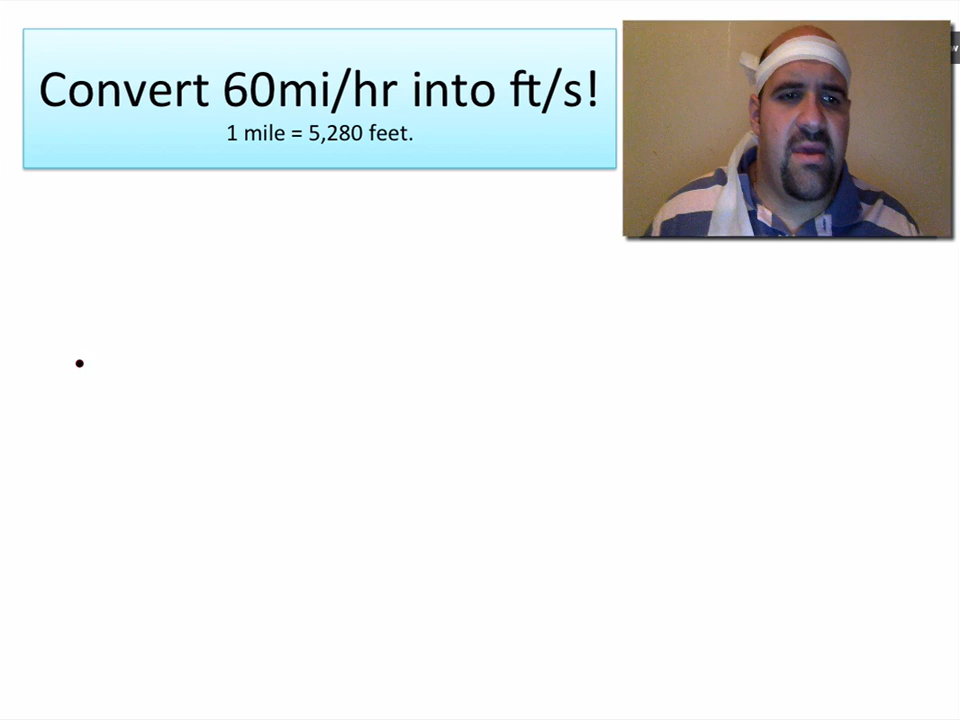 Convert 60mi/hr into ft/s!
1 mile = 5,280 feet.